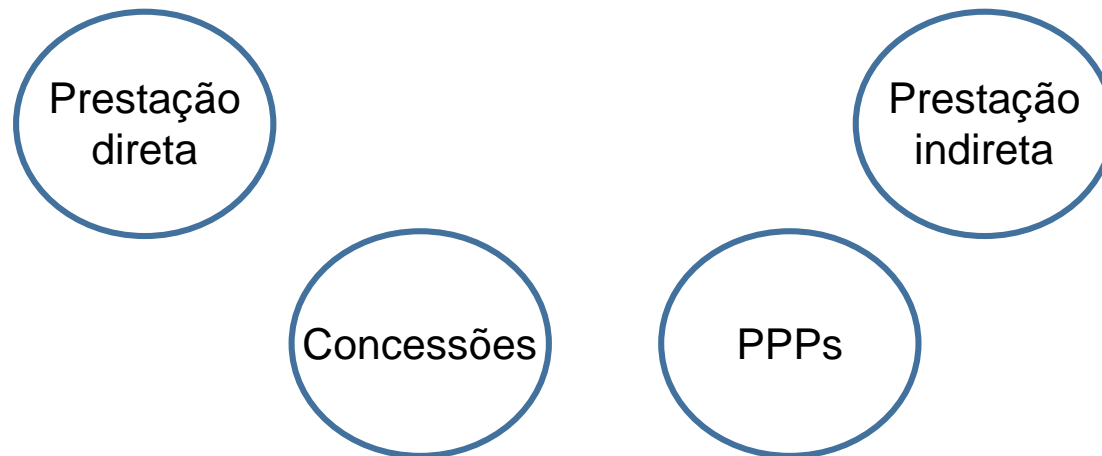 Prestação
direta
Prestação
indireta
Concessões
PPPs